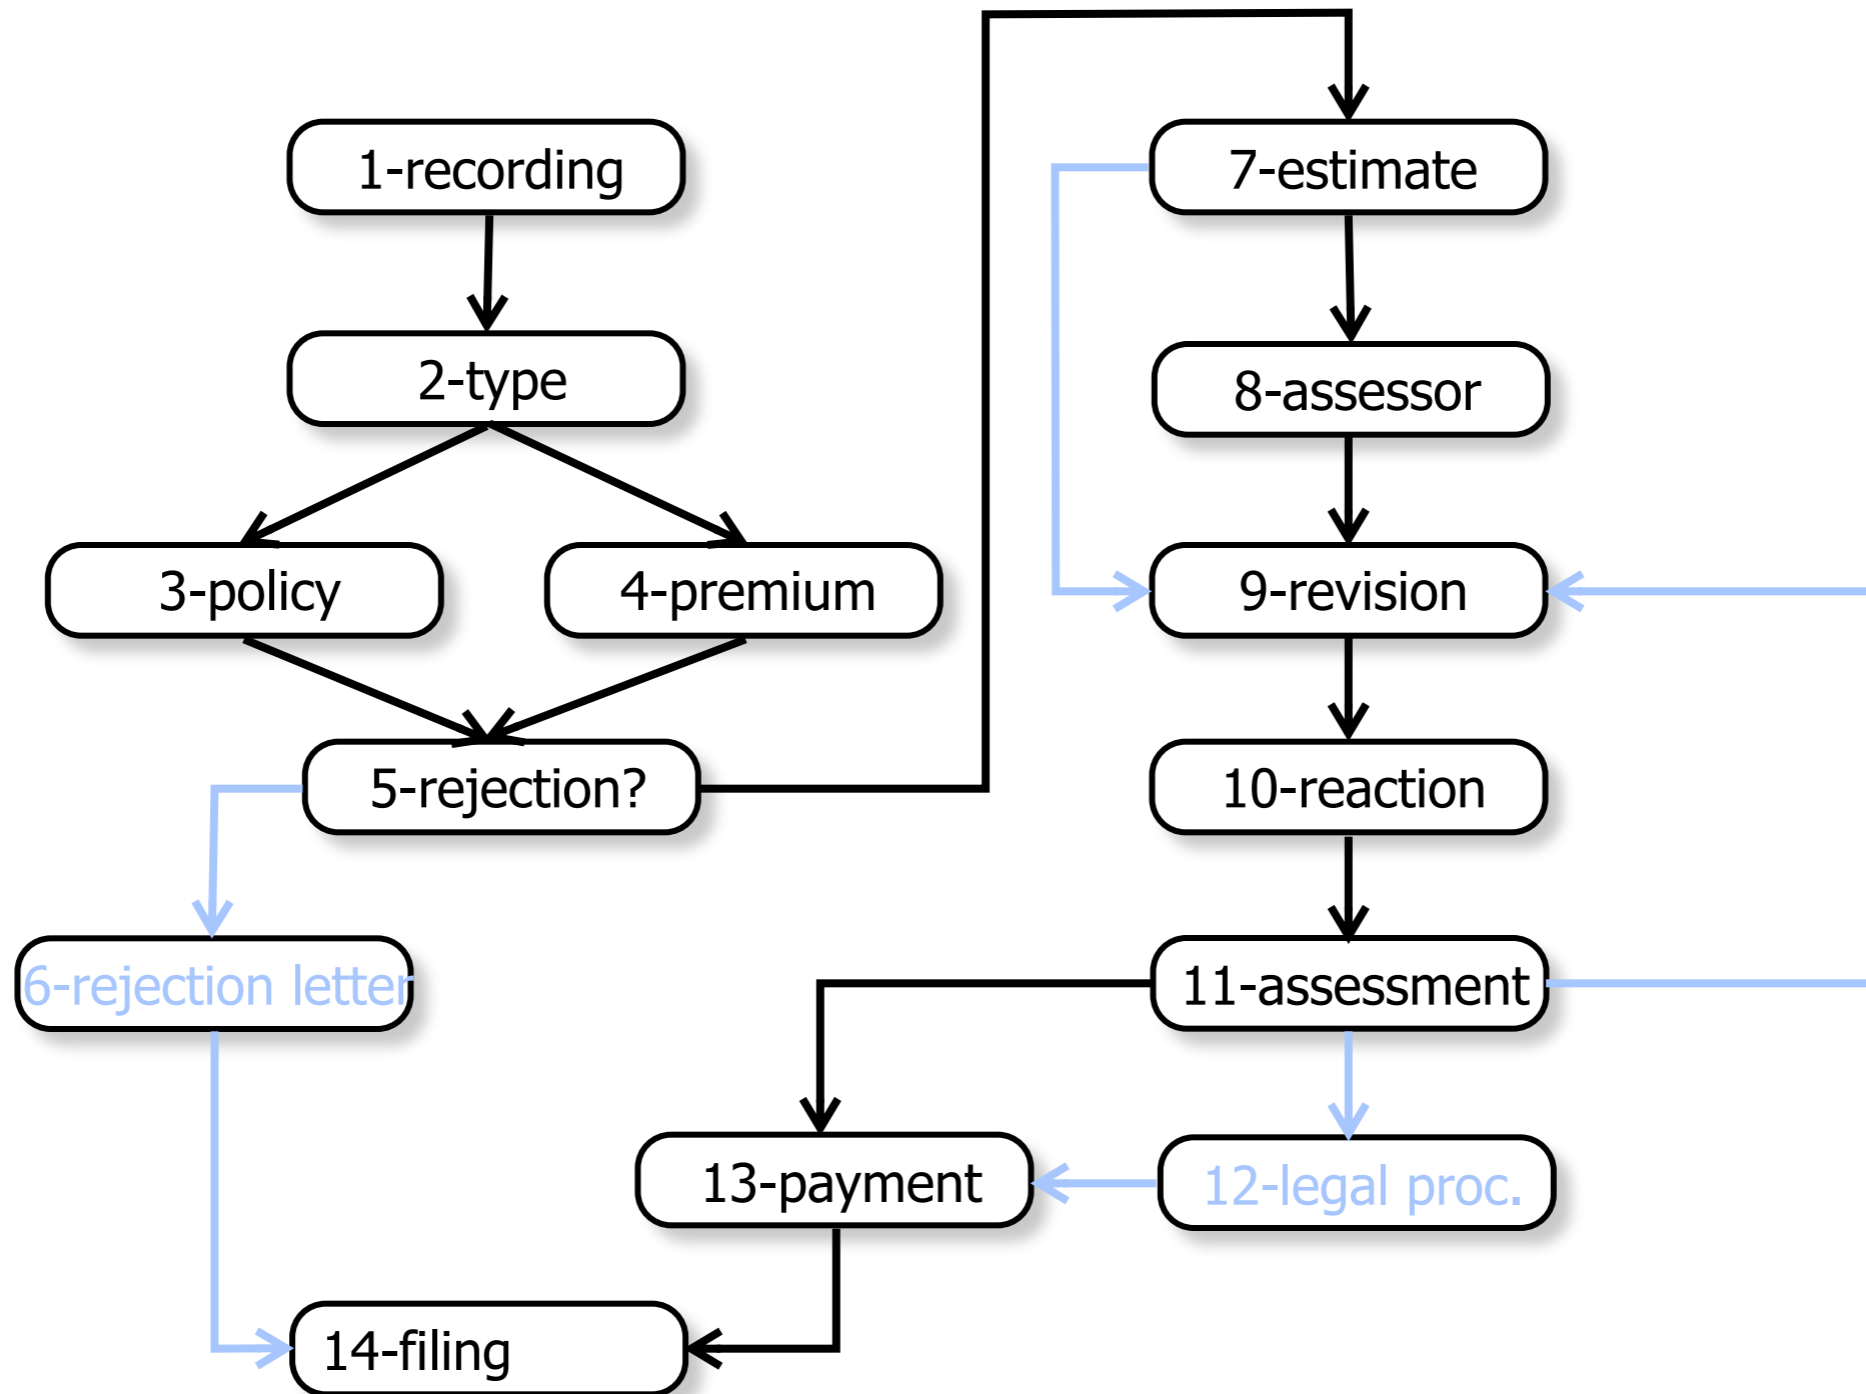 1-recording
2-type
3-policy
4-premium
5-rejection?
6-rejection letter
7-estimate
8-assessor
9-revision
10-reaction
11-assessment
12-legal proc.
13-payment
14-filing